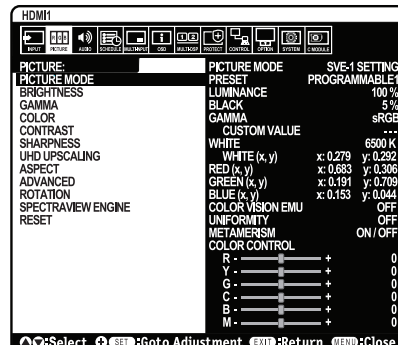 HDMI1
INPUT PICTURE AUDIO SCHEDULE MULTI-INPUT OSD MULTI-DSP PROTECT CONTROL OPTION SYSTEM C MODULE
PICTURE:
PICTURE MODE
BRIGHTNESS
GAMMA
COLOR
CONTRAST
SHARPNESS
UHD UPSCALING
ASPECT
ADVANCED
ROTATION
SPECTRAVIEW ENGINE
RESET
PICTURE MODE SVE-1 SETTING
PRESET PROGRAMMABLE1
LUMINANCE 100 %
BLACK 5 %
GAMMA sRGB
CUSTOM VALUE ---
WHITE 6500 K
WHITE (x, y) x: 0.279 y: 0.292
RED (x, y) x: 0.683 y: 0.306
GREEN (x, y) x: 0.191 y: 0.709
BLUE (x, y) x: 0.153 y: 0.044
COLOR VISION EMU OFF
UNIFORMITY OFF
METAMERISM ON / OFF
COLOR CONTROL
R - + 0
Y - + 0
G - + 0
C - + 0
B - + 0
M - + 0
:Select SET :Goto Adjustment EXIT :Return MENU :Close